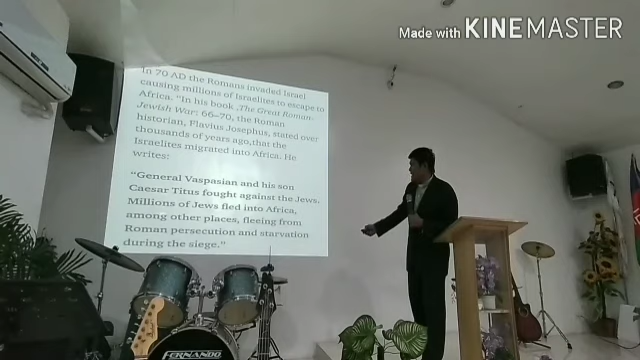 Made with KINEMASTER
In 70 AD the Romans invaded Israel
causing millions of Israelites to escape to
Africa. "In his book ,The Great Roman-
Jewish War: 66–70, the Roman
historian, Flavius Josephus, stated over
thousands of years ago,that the
Israelites migrated into Africa. He
writes:
"General Vaspasian and his son
Caesar Titus fought against the Jews.
Millions of Jews fled into Africa,
among other places, fleeing from
Roman persecution and starvation
during the siege."
FERNANDO